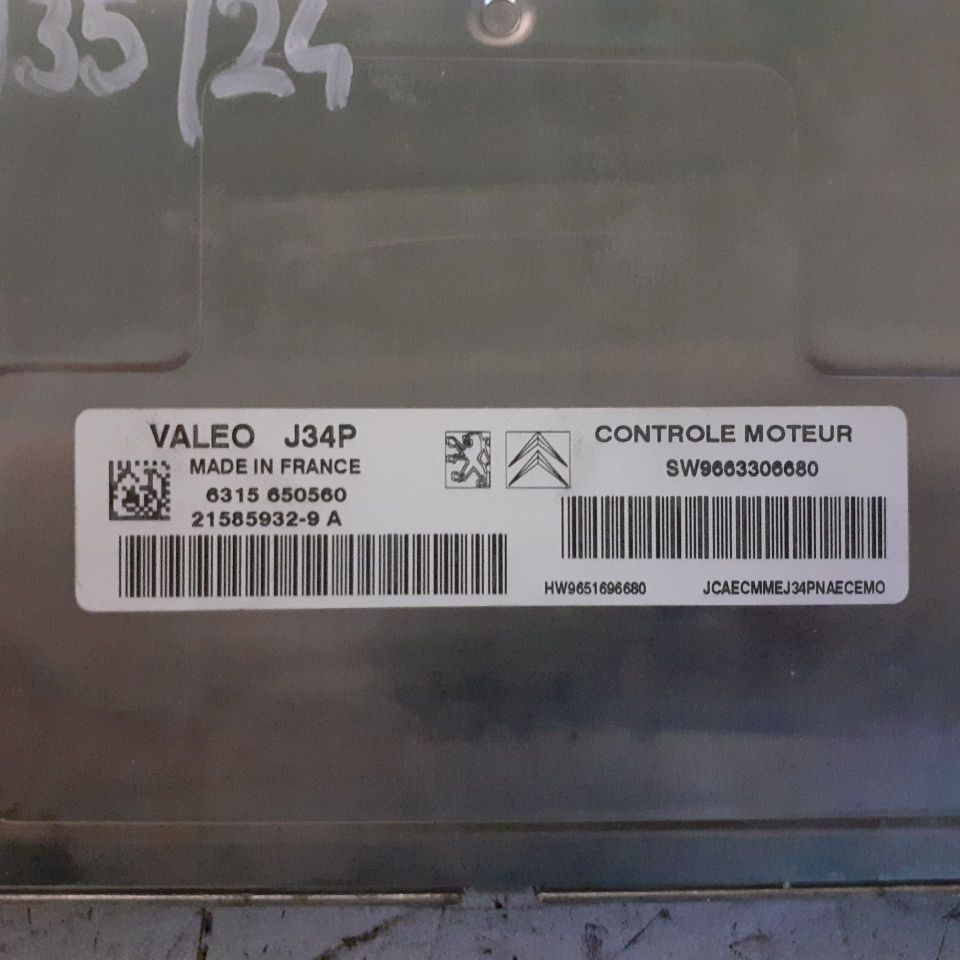 /35/24
VALEO J34P
MADE IN FRANCE
6315 650560
21585932-9 A
CONTROLE MOTEUR
SW9663306680
HW9651696680
JCAECMMEJ34PNAECEMO